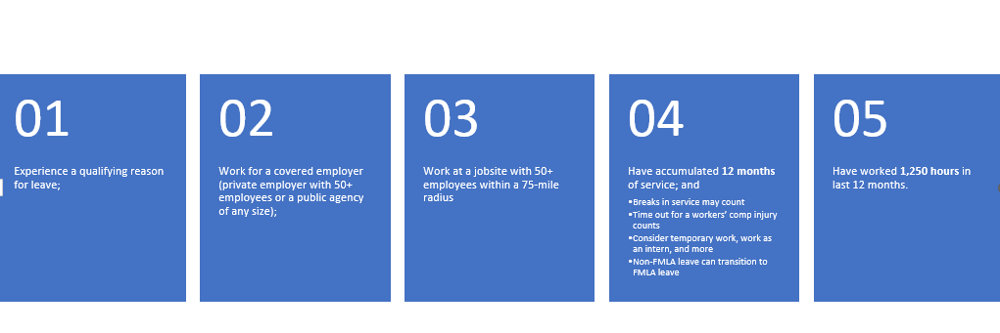 01
Experience a qualifying reason
for leave;
02
Work for a covered employer
(private employer with 50+
employees or a public agency
of any size);
03
Work at a jobsite with 50+
employees within a 75-mile
radius
04
Have accumulated 12 months
of service; and
•Breaks in service may count
•Time out for a workers’ comp injury
counts
•Consider temporary work, work as
an intern, and more
•Non-FMLA leave can transition to
FMLA leave
05
Have worked 1,250 hours in
last 12 months.